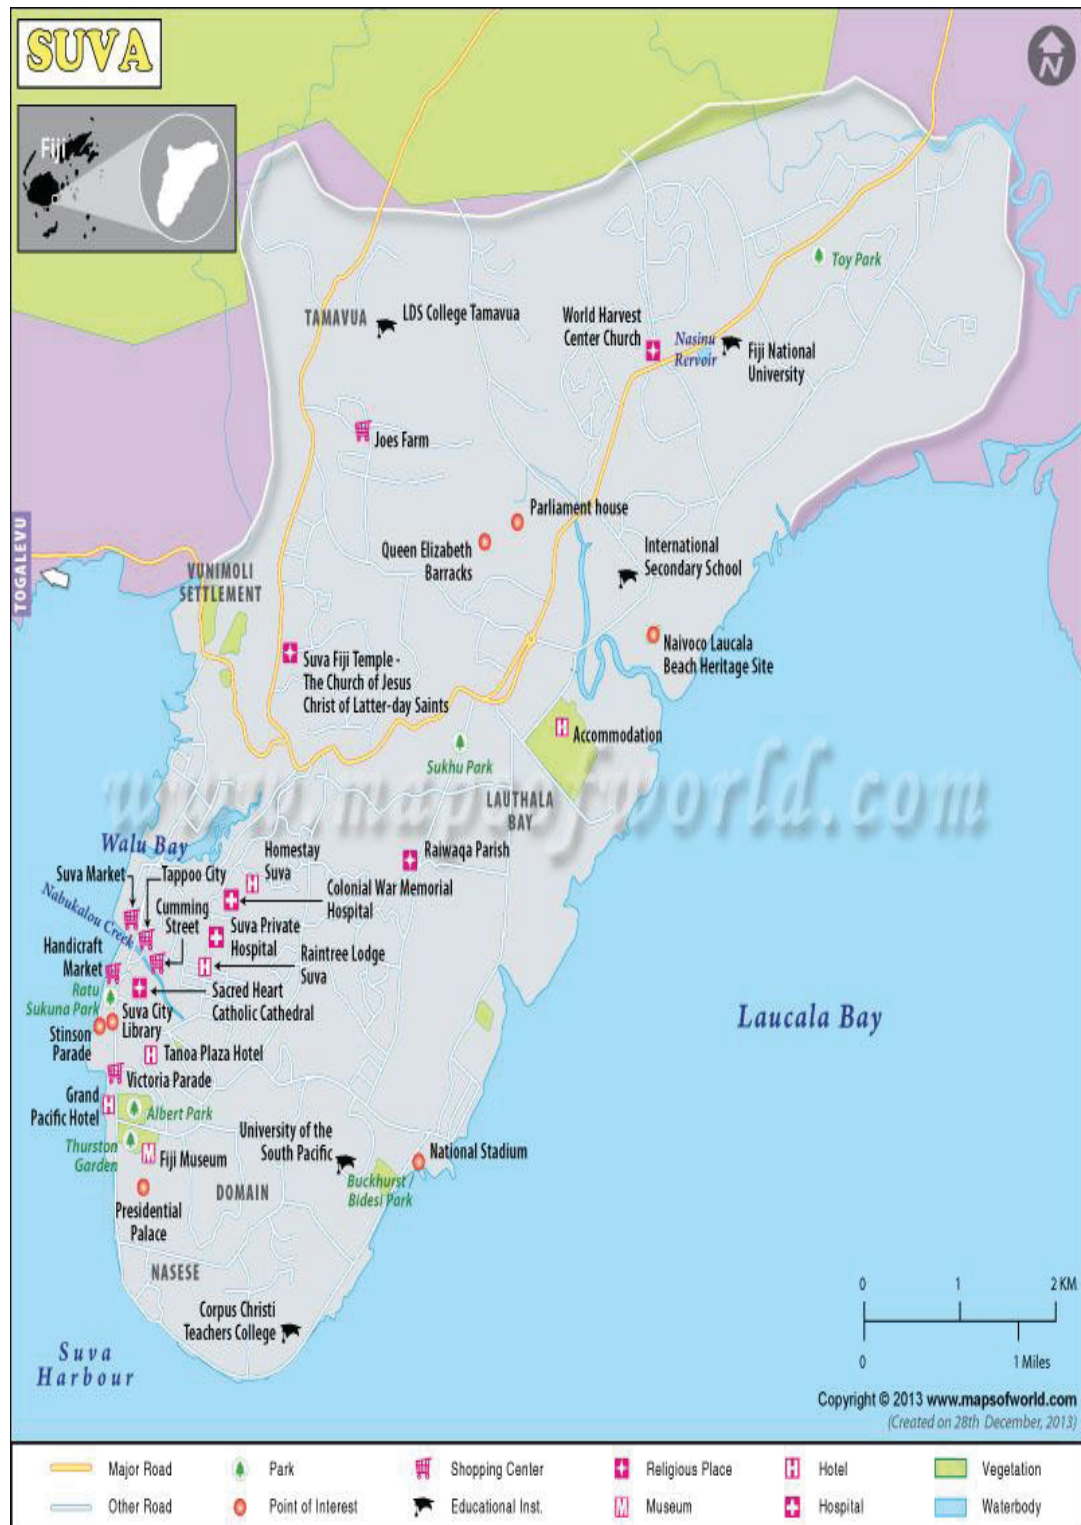 SUVA
N
Fiji
TAMAVUA
LDS College Tamavua
World Harvest
Center Church
Nasinu
Rervoir
Fiji National
University
Toy Park
Joes Farm
Parliament house
Queen Elizabeth
Barracks
International
Secondary School
TOGALEVU
VUNIMOLI
SETTLEMENT
Naivoco Laucala
Beach Heritage Site
Suva Fiji Temple -
The Church of Jesus
Christ of Latter-day Saints
Accommodation
Sukhu Park
www.mapsofworld.com
LAUTHALA
BAY
Walu Bay
Homestay
Suva
Raiwaqa Parish
Suva Market
Tappoo City
Colonial War Memorial
Hospital
Nabukalou Creek
Cumming
Street
Suva Private
Hospital
Handicraft
Market
Raintree Lodge
Suva
Ratu
Sukuna Park
Sacred Heart
Catholic Cathedral
Suva City
Library
Stinson
Parade
Laucala Bay
Tanoa Plaza Hotel
Victoria Parade
Grand
Pacific Hotel
Albert Park
University of the
South Pacific
Thurston
Garden
Fiji Museum
National Stadium
Buckhurst /
Bidesi Park
DOMAIN
Presidential
Palace
NASESE
Corpus Christi
Teachers College
Suva
Harbour
0 1 2 KM
0 1 Miles
Copyright © 2013 www.mapsofworld.com
(Created on 28th December, 2013)
Major Road Park Shopping Center Religious Place Hotel Vegetation
Other Road Point of Interest Educational Inst. Museum Hospital Waterbody